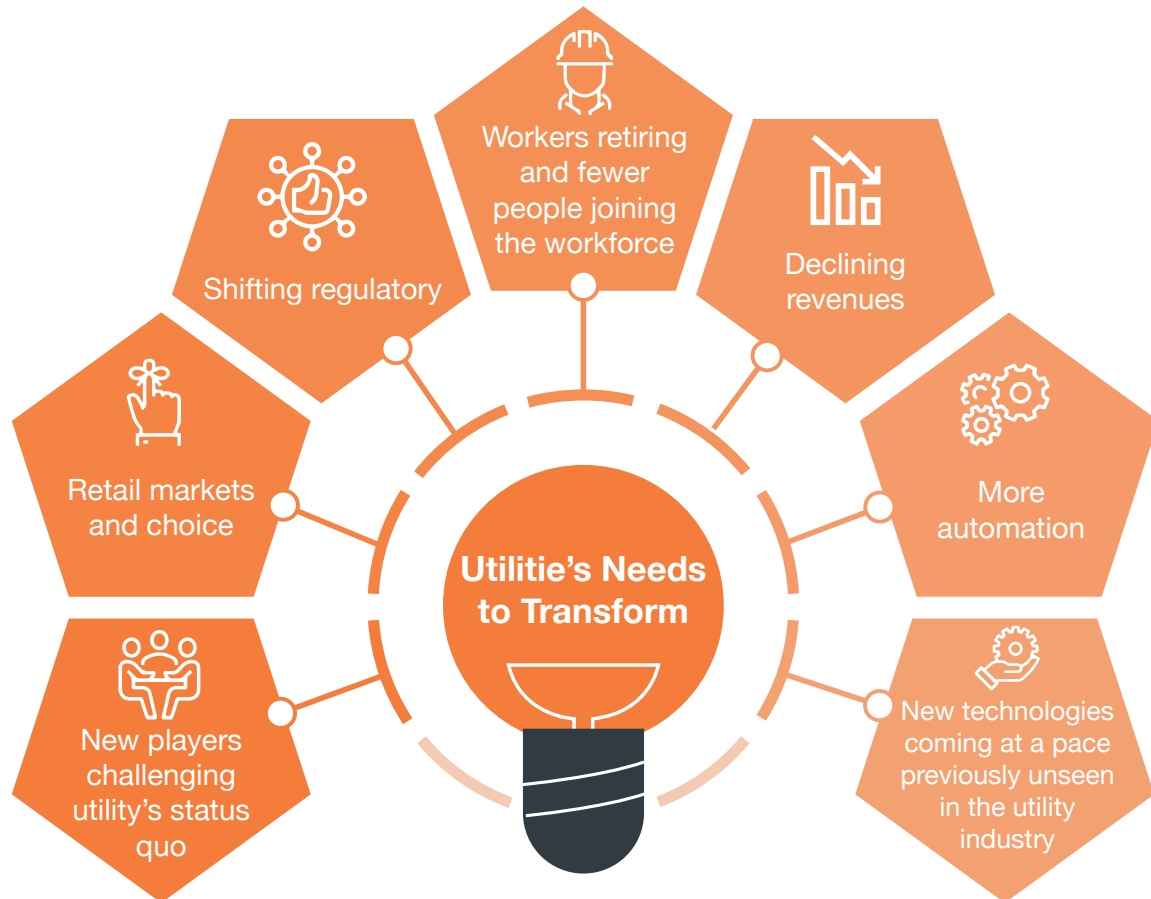 Workers retiring
and fewer
people joining
the workforce
Shifting regulatory
Declining
revenues
Retail markets
and choice
More
automation
Utilitie's Needs
to Transform
New players
challenging
utility's status
quo
New technologies
coming at a pace
previously unseen
in the utility
industry